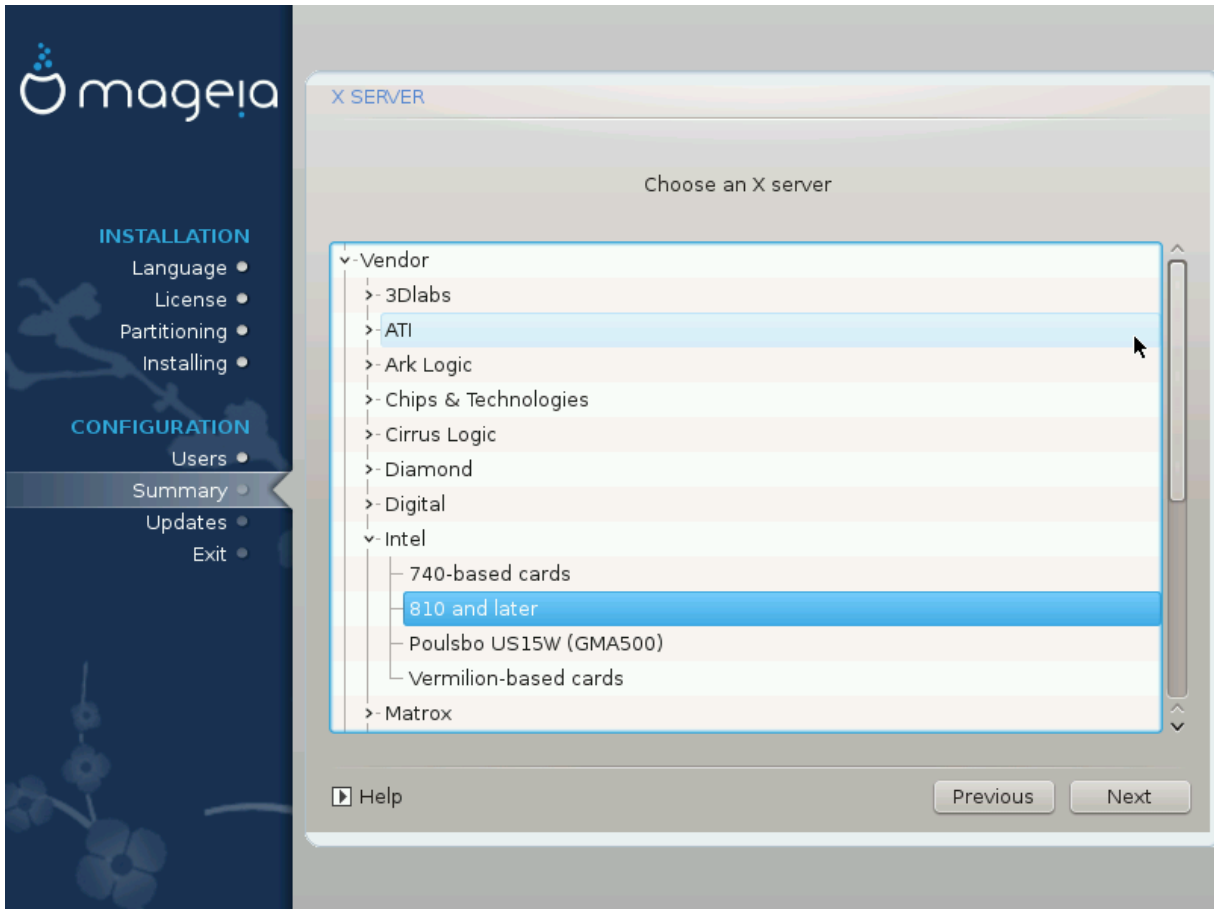 mageia
INSTALLATION
Language
License
Partitioning
Installing
CONFIGURATION
Users
Summary
Updates
Exit
X SERVER
Choose an X server
Vendor
3Dlabs
ATI
Ark Logic
Chips & Technologies
Cirrus Logic
Diamond
Digital
Intel
740-based cards
810 and later
Poulsbo US15W (GMA500)
Vermilion-based cards
Matrox
Help
Previous
Next